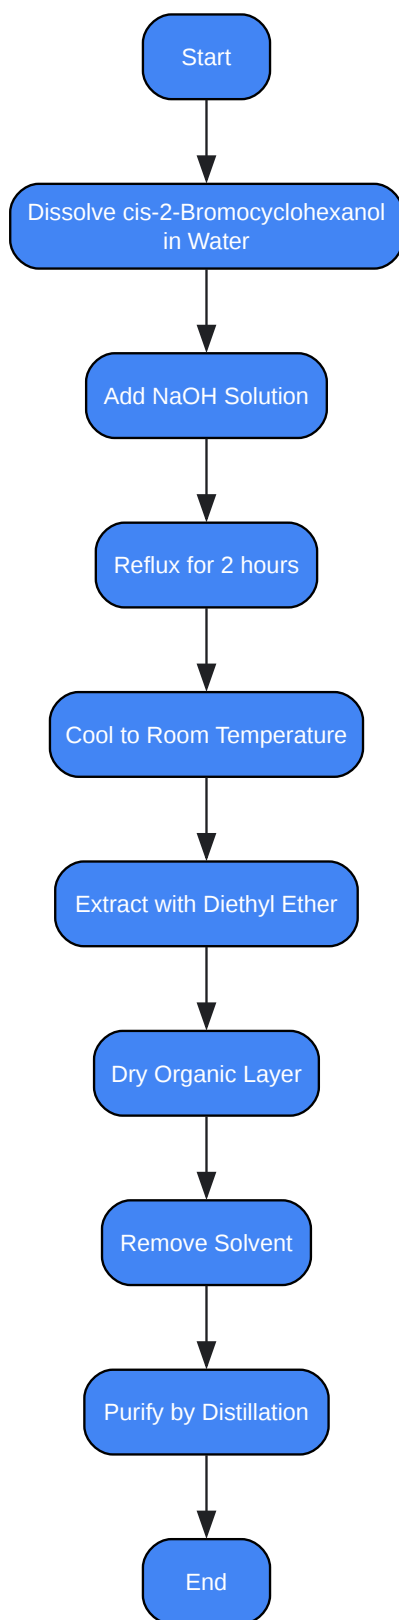 Start
Dissolve cis-2-Bromocyclohexanol
in Water
Add NaOH Solution
Reflux for 2 hours
Cool to Room Temperature
Extract with Diethyl Ether
Dry Organic Layer
Remove Solvent
Purify by Distillation
End